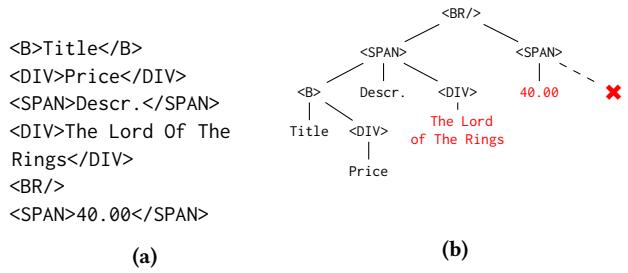 <B>Title</B>
<DIV>Price</DIV>
<SPAN>Descr.</SPAN>
<DIV>The Lord Of The
Rings</DIV>
<BR/>
<SPAN>40.00</SPAN>
(a)
<BR/>
<SPAN> <SPAN>
<B> Descr. <DIV> 40.00
Title <DIV> The Lord
of The Rings
Price
(b)